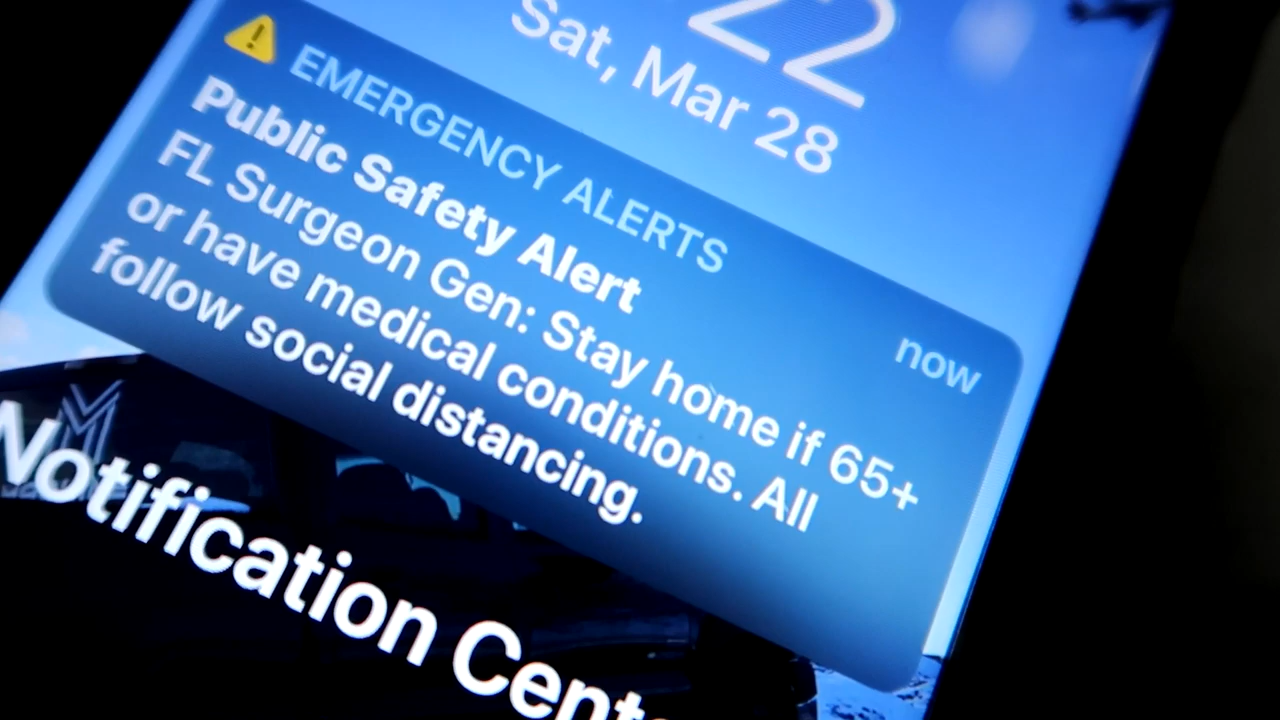 22
Sat, Mar 28
EMERGENCY ALERTS
now
Public Safety Alert
FL Surgeon Gen: Stay home if 65+
or have medical conditions. All
follow social distancing.
Notification